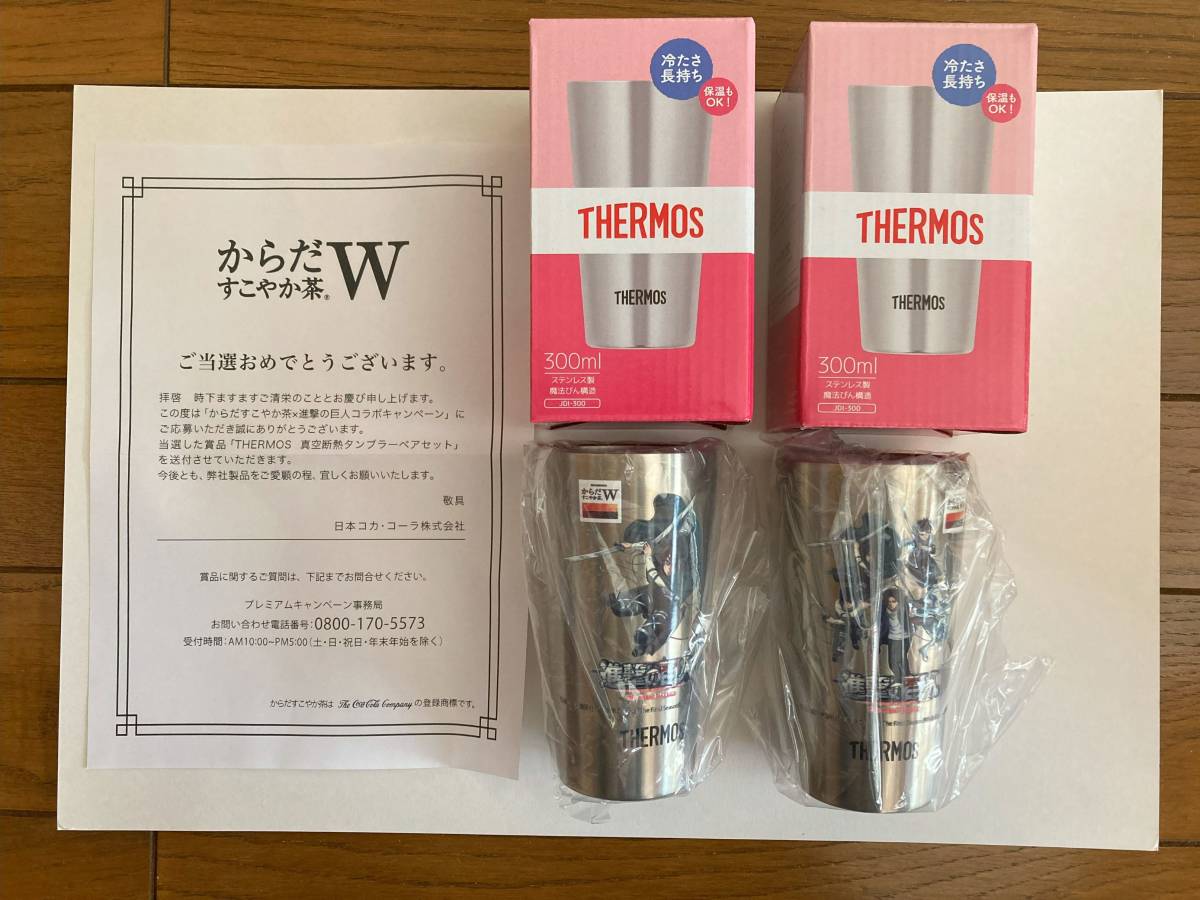 からだ
すこやか茶® W
ご当選おめでとうございます。
拝啓 時下ますますご清栄のこととお慶び申し上げます。
この度は「からだすこやか茶×進撃の巨人コラボキャンペーン」に
ご応募いただき誠にありがとうございます。
当選した賞品「THERMOS 真空断熱タンブラーペアセット」
を送付させていただきます。
今後とも、弊社製品をご愛顧の程、宜しくお願いいたします。
敬具
日本コカ・コーラ株式会社
賞品に関するご質問は、下記までお問合せください。
プレミアムキャンペーン事務局
お問い合わせ電話番号：0800-170-5573
受付時間：AM10:00~PM5:00（土・日・祝日・年末年始を除く）
からだすこやか茶は The Coca-Cola Company の登録商標です。
冷たさ
長持ち
保温も
OK！
THERMOS
THERMOS
300ml
ステンレス製
魔法びん構造
JDI-300
冷たさ
長持ち
保温も
OK！
THERMOS
THERMOS
300ml
ステンレス製
魔法びん構造
JDI-300
からだ
すこやか茶 W
進撃の巨人
The Final Season
THERMOS
進撃の巨人
The Final Season
THERMOS